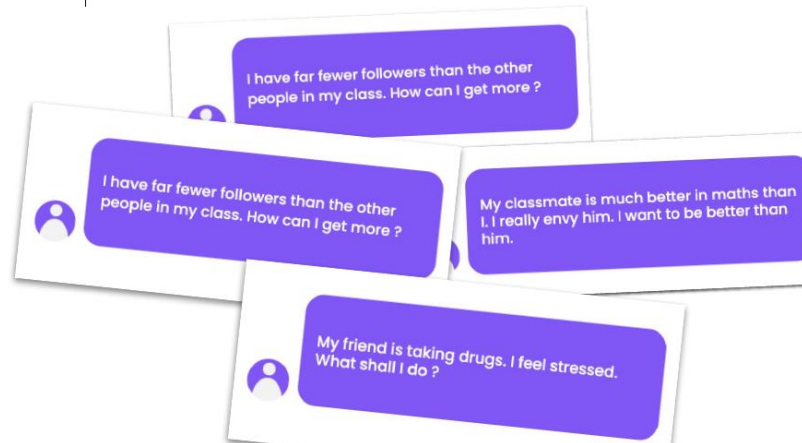 I have far fewer followers than the other
people in my class. How can I get more ?
I have far fewer followers than the other
people in my class. How can I get more ?
My classmate is much better in maths than
I. I really envy him. I want to be better than
him.
My friend is taking drugs. I feel stressed.
What shall I do ?